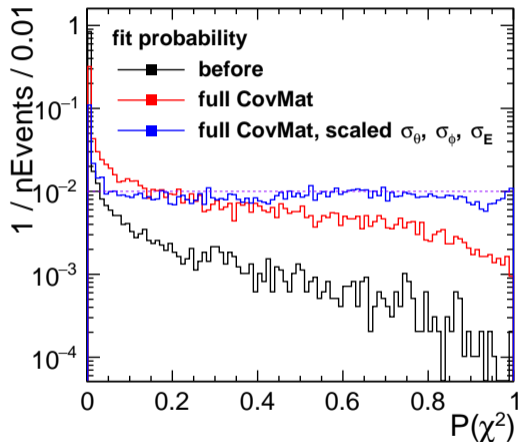 fit probability
before
full CovMat
full CovMat, scaled σθ, σϕ, σE
1 / nEvents / 0.01
1
10⁻¹
10⁻²
10⁻³
10⁻⁴
0 0.2 0.4 0.6 0.8 1
P(χ²)